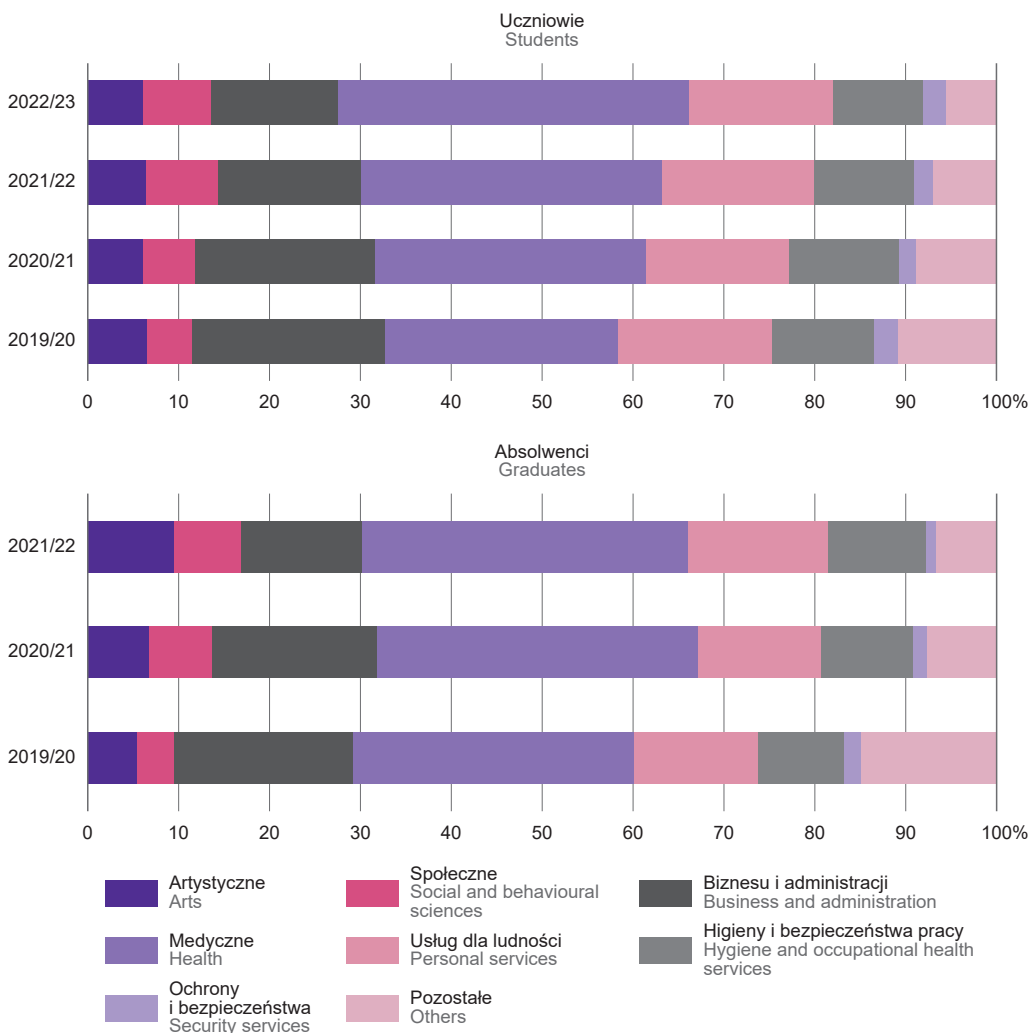 Uczniowie
Students
2022/23
2021/22
2020/21
2019/20
0 10 20 30 40 50 60 70 80 90 100%
Absolwenci
Graduates
2021/22
2020/21
2019/20
0 10 20 30 40 50 60 70 80 90 100%
Artystyczne
Arts
Społeczne
Social and behavioural
sciences
Biznesu i administracji
Business and administration
Medyczne
Health
Usług dla ludności
Personal services
Higieny i bezpieczeństwa pracy
Hygiene and occupational health
services
Ochrony
i bezpieczeństwa
Security services
Pozostałe
Others